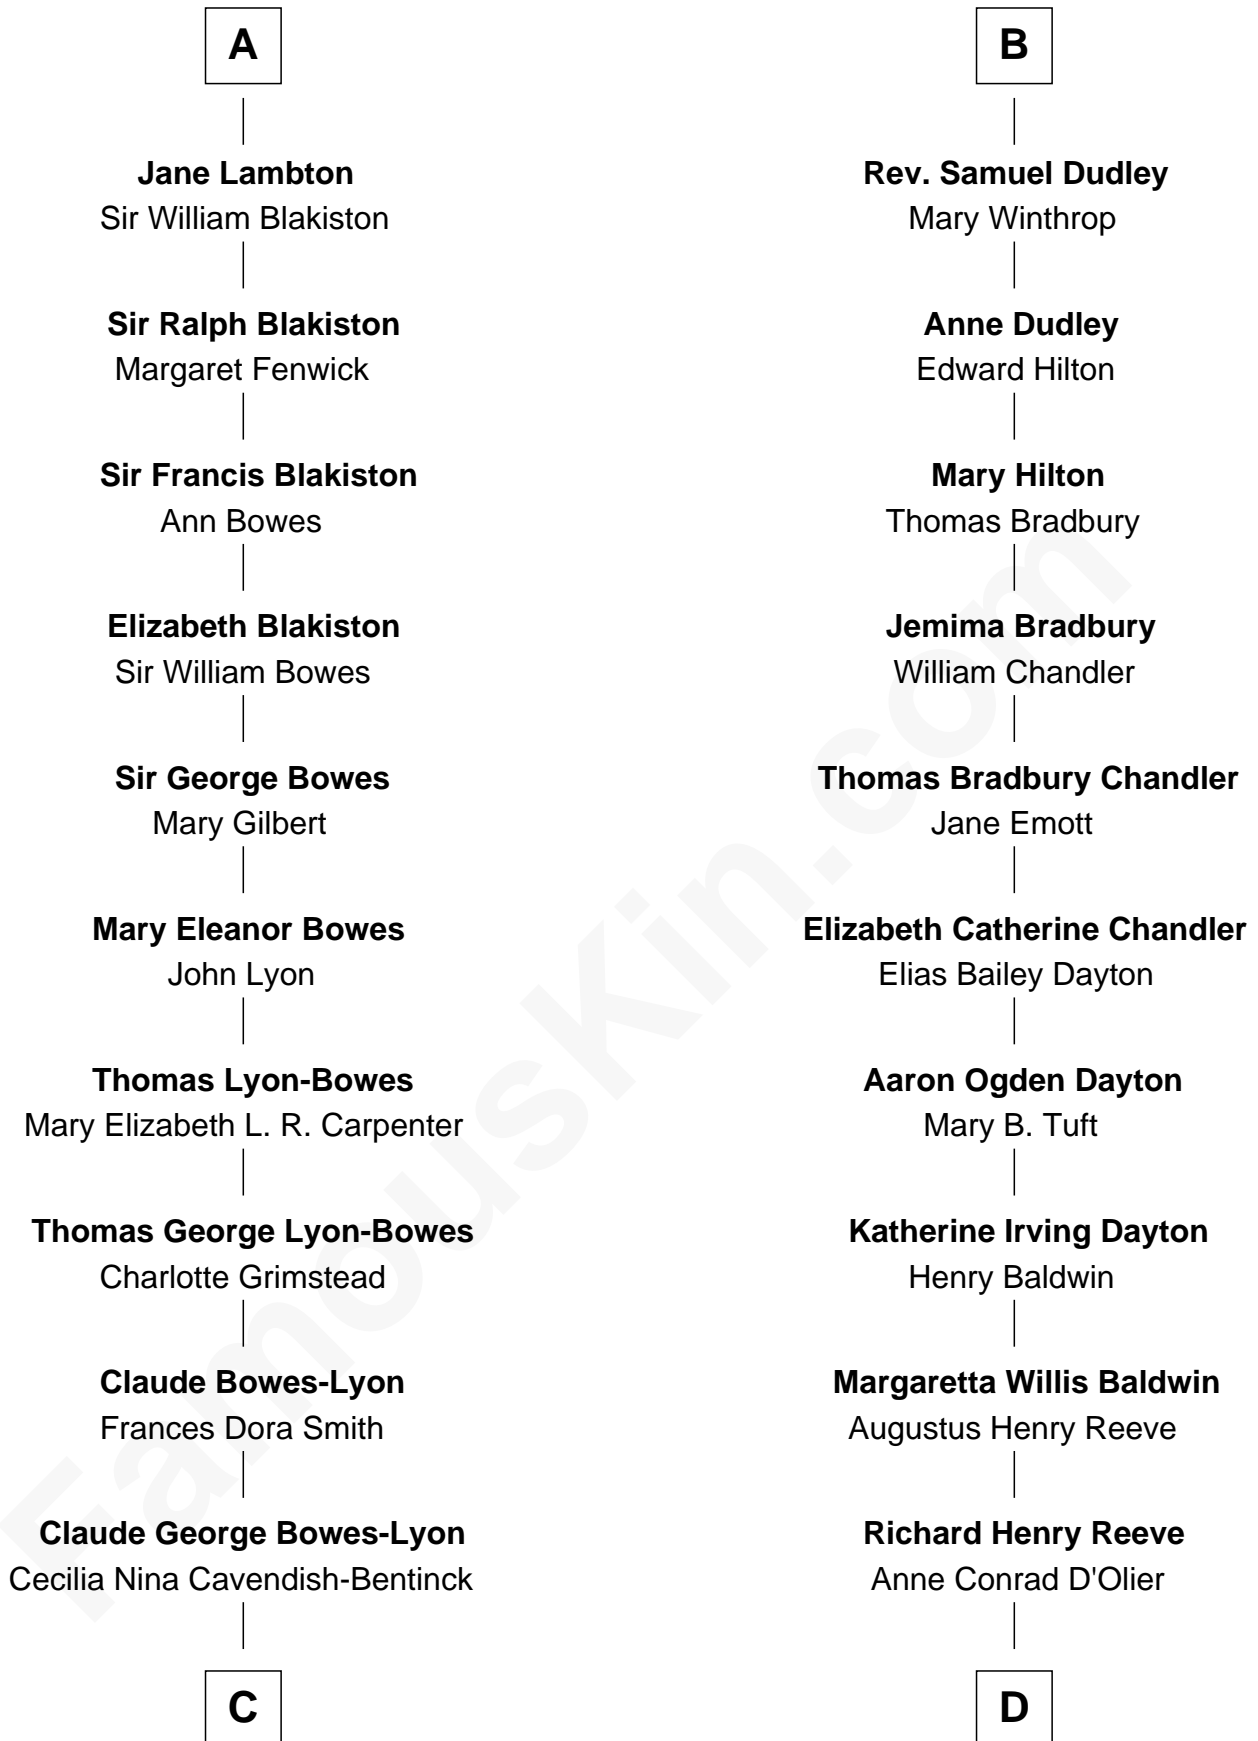 A
Jane Lambton
Sir William Blakiston
Sir Ralph Blakiston
Margaret Fenwick
Sir Francis Blakiston
Ann Bowes
Elizabeth Blakiston
Sir William Bowes
Sir George Bowes
Mary Gilbert
Mary Eleanor Bowes
John Lyon
Thomas Lyon-Bowes
Mary Elizabeth L. R. Carpenter
Thomas George Lyon-Bowes
Charlotte Grimstead
Claude Bowes-Lyon
Frances Dora Smith
Claude George Bowes-Lyon
Cecilia Nina Cavendish-Bentinck
C
B
Rev. Samuel Dudley
Mary Winthrop
Anne Dudley
Edward Hilton
Mary Hilton
Thomas Bradbury
Jemima Bradbury
William Chandler
Thomas Bradbury Chandler
Jane Emott
Elizabeth Catherine Chandler
Elias Bailey Dayton
Aaron Ogden Dayton
Mary B. Tuft
Katherine Irving Dayton
Henry Baldwin
Margaretta Willis Baldwin
Augustus Henry Reeve
Richard Henry Reeve
Anne Conrad D'Olier
D
FamousKin.com